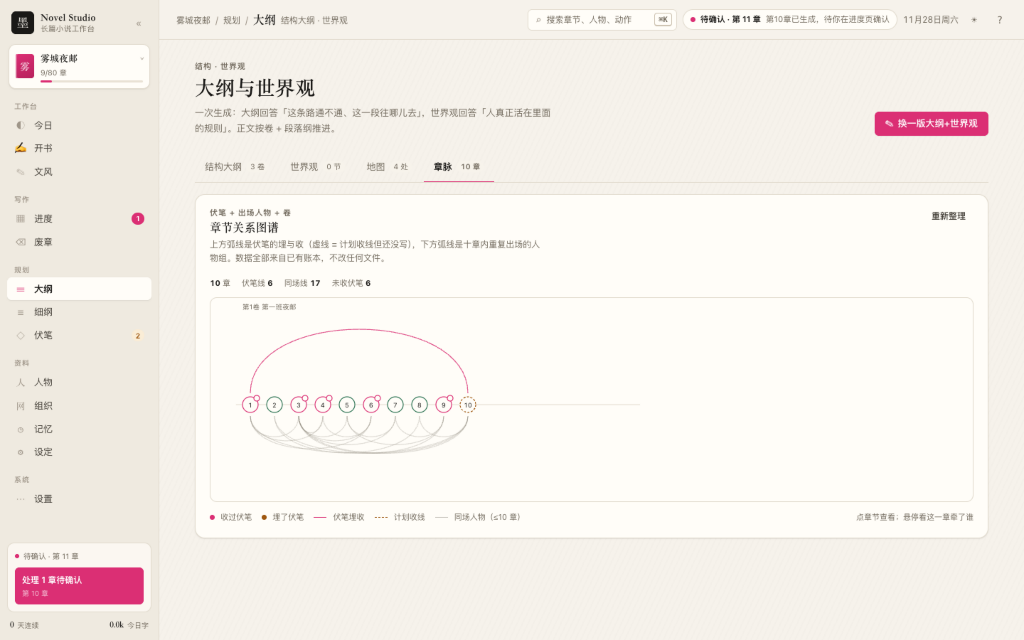 墨
Novel Studio
长篇小说工作台
«
雾
雾城夜邮
9/80 章
工作台
今日
开书
文风
写作
进度
1
废章
规划
大纲
细纲
伏笔
2
资料
人 人物
组织
记忆
设定
系统
设置
待确认 · 第 11 章
处理 1 章待确认
第 10 章
0 天连续
0.0k 今日字
雾城夜邮 / 规划 / 大纲 结构大纲 · 世界观
搜索章节、人物、动作
⌘K
待确认 · 第 11 章 第10章已生成，待你在进度页确认
11月28日周六
?
结构 · 世界观
大纲与世界观
一次生成：大纲回答「这条路通不通、这一段往哪儿去」，世界观回答「人真正活在里面
的规则」。正文按卷 + 段落纲推进。
换一版大纲+世界观
结构大纲 3 卷
世界观 0 节
地图 4 处
章脉 10 章
伏笔 + 出场人物 + 卷
章节关系图谱
重新整理
上方弧线是伏笔的埋与收（虚线 = 计划收线但还没写），下方弧线是十章内重复出场的人
物组。数据全部来自已有账本，不改任何文件。
10 章 伏笔线 6 同场线 17 未收伏笔 6
第1卷 第一班夜邮
1 2 3 4 5 6 7 8 9 10
收过伏笔 埋了伏笔 伏笔埋收 计划收线 同场人物（≤10 章）
点章节查看；悬停看这一章牵了谁